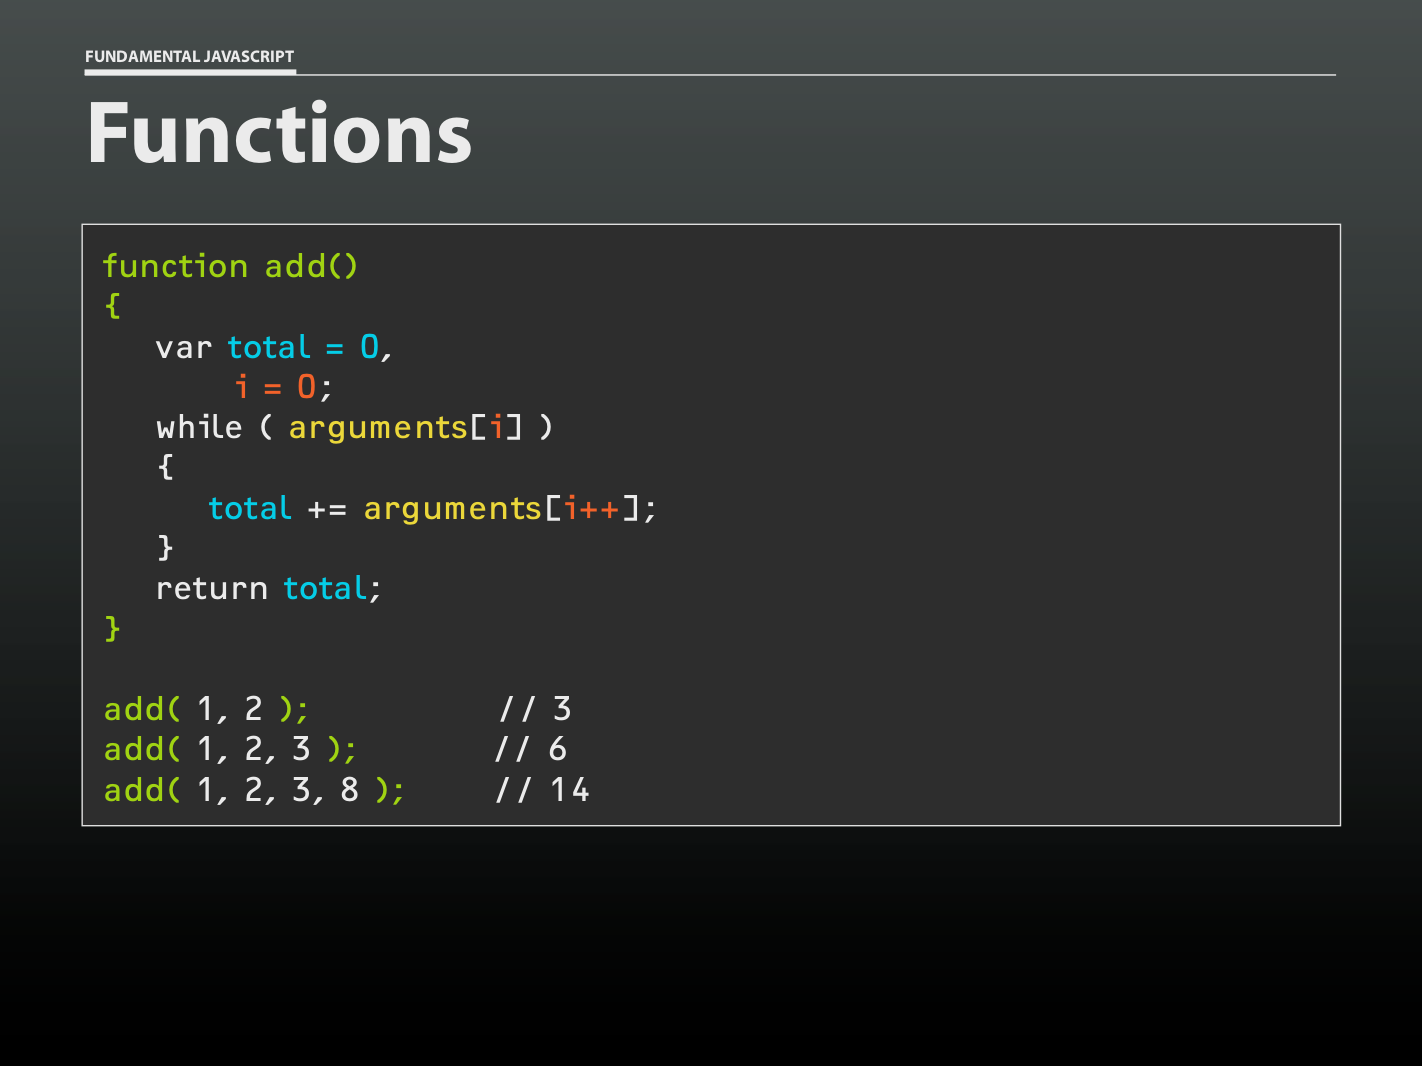 FUNDAMENTAL JAVASCRIPT
Functions
function add()
{
var total = 0,
i = 0;
while ( arguments[i] )
{
total += arguments[i++];
}
return total;
}
add( 1, 2 ); // 3
add( 1, 2, 3 ); // 6
add( 1, 2, 3, 8 ); // 14